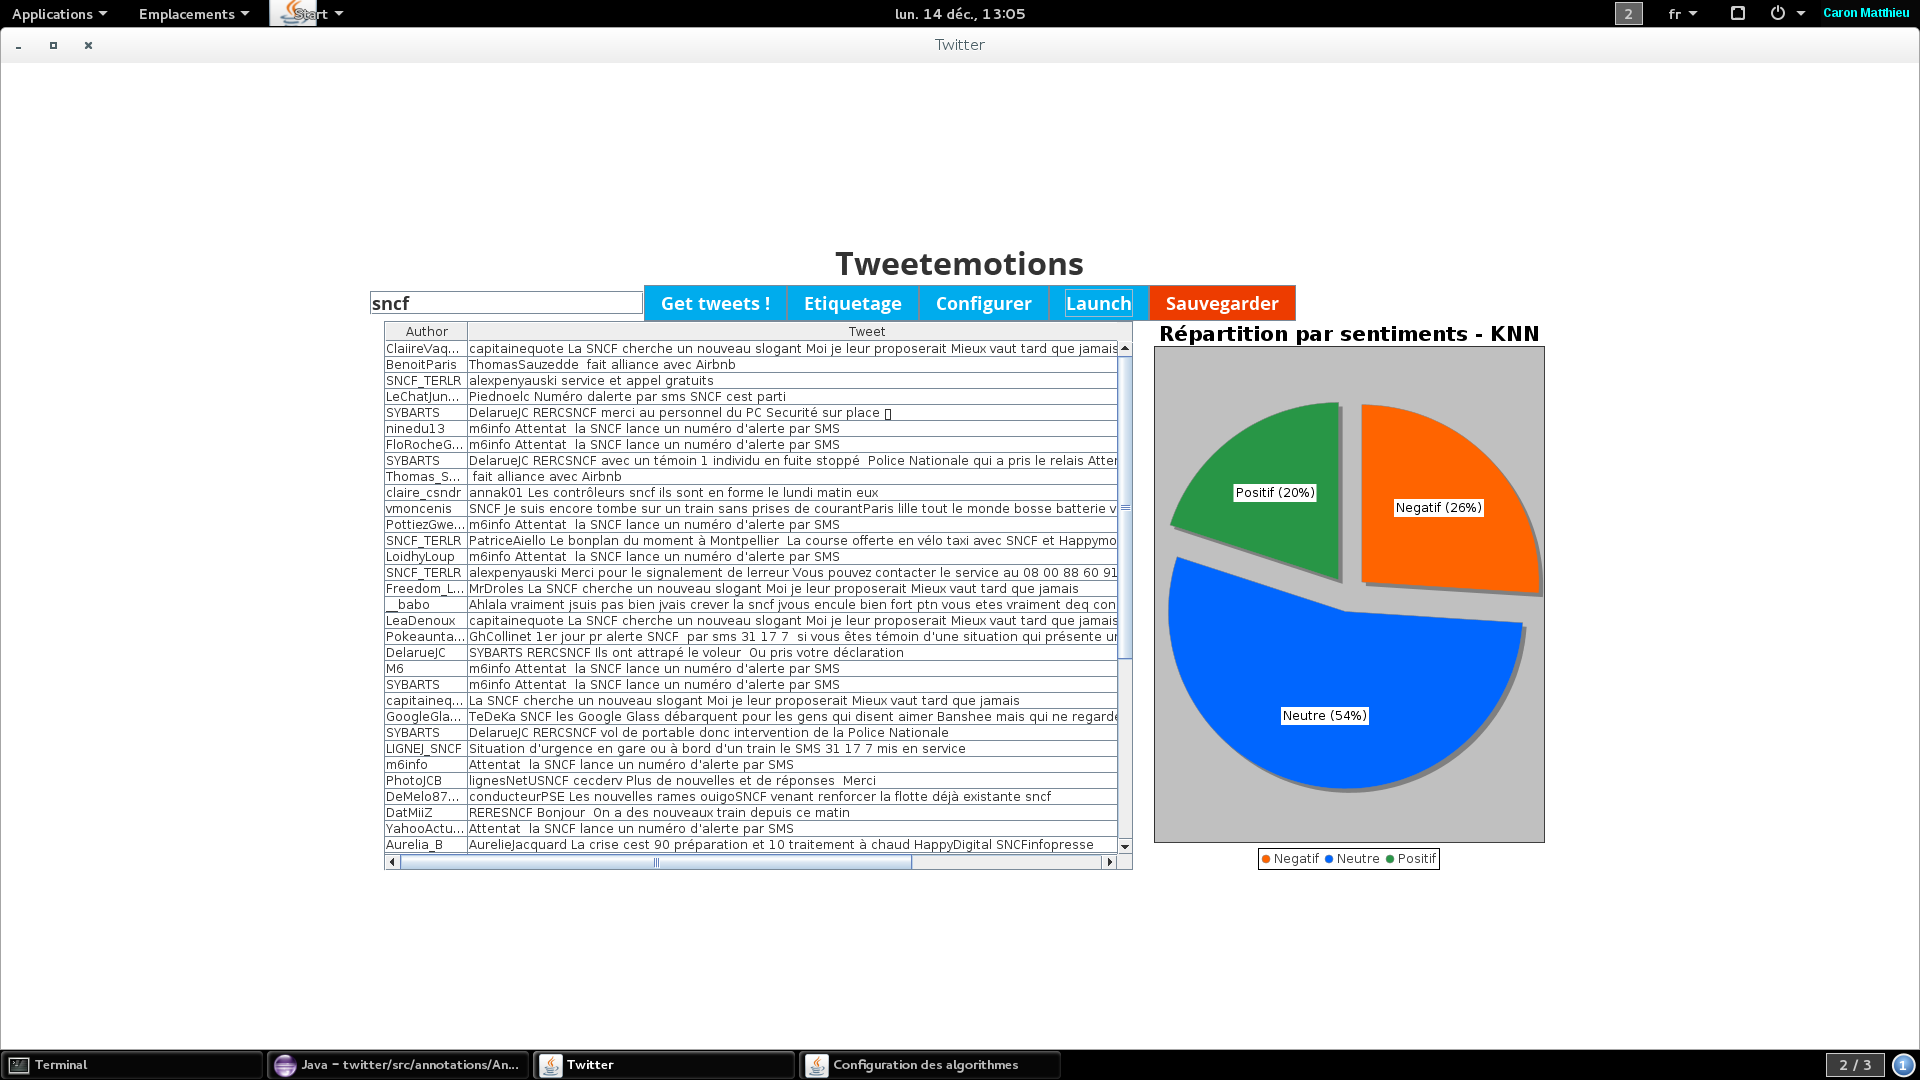 Applications Emplacements Start lun. 14 déc., 13:05 2 fr Caron Matthieu
Twitter
Tweetemotions
sncf Get tweets ! Etiquetage Configurer Launch Sauvegarder
Author Tweet
ClaiireVaq... capitainequote La SNCF cherche un nouveau slogant Moi je leur proposerait Mieux vaut tard que jamais
BenoitParis ThomasSauzedde fait alliance avec Airbnb
SNCF_TERLR alexpenyauski service et appel gratuits
LeChatJun... Piednoelc Numéro dalerte par sms SNCF cest parti
SYBARTS DelarueJC RERCSNCF merci au personnel du PC Securité sur place []
ninedu13 m6info Attentat la SNCF lance un numéro d'alerte par SMS
FloRocheG... m6info Attentat la SNCF lance un numéro d'alerte par SMS
SYBARTS DelarueJC RERCSNCF avec un témoin 1 individu en fuite stoppé Police Nationale qui a pris le relais Atter
Thomas_S... fait alliance avec Airbnb
claire_csndr annak01 Les contrôleurs sncf ils sont en forme le lundi matin eux
vmoncenis SNCF Je suis encore tombe sur un train sans prises de courantParis lille tout le monde bosse batterie v
PottiezGwe... m6info Attentat la SNCF lance un numéro d'alerte par SMS
SNCF_TERLR PatriceAiello Le bonplan du moment à Montpellier La course offerte en vélo taxi avec SNCF et Happymo
LoidhyLoup m6info Attentat la SNCF lance un numéro d'alerte par SMS
SNCF_TERLR alexpenyauski Merci pour le signalement de lerreur Vous pouvez contacter le service au 08 00 88 60 91
Freedom_L... MrDroles La SNCF cherche un nouveau slogant Moi je leur proposerait Mieux vaut tard que jamais
__babo Ahlala vraiment jsuis pas bien jvais crever la sncf jvous encule bien fort ptn vous etes vraiment deq con
LeaDenoux capitainequote La SNCF cherche un nouveau slogant Moi je leur proposerait Mieux vaut tard que jamais
Pokeaunta... GhCollinet 1er jour pr alerte SNCF par sms 31 17 7 si vous êtes témoin d'une situation qui présente ur
DelarueJC SYBARTS RERCSNCF Ils ont attrapé le voleur Ou pris votre déclaration
M6 m6info Attentat la SNCF lance un numéro d'alerte par SMS
SYBARTS m6info Attentat la SNCF lance un numéro d'alerte par SMS
capitaineq... La SNCF cherche un nouveau slogant Moi je leur proposerait Mieux vaut tard que jamais
GoogleGla... TeDeKa SNCF les Google Glass débarquent pour les gens qui disent aimer Banshee mais qui ne regarde
SYBARTS DelarueJC RERCSNCF vol de portable donc intervention de la Police Nationale
LIGNEJ_SNCF Situation d'urgence en gare ou à bord d'un train le SMS 31 17 7 mis en service
m6info Attentat la SNCF lance un numéro d'alerte par SMS
PhotoJCB lignesNetUSNCF cecderv Plus de nouvelles et de réponses Merci
DeMelo87... conducteurPSE Les nouvelles rames ouigoSNCF venant renforcer la flotte déjà existante sncf
DatMiiZ RERESNCF Bonjour On a des nouveaux train depuis ce matin
YahooActu... Attentat la SNCF lance un numéro d'alerte par SMS
Aurelia_B AurelieJacquard La crise cest 90 préparation et 10 traitement à chaud HappyDigital SNCFinfopresse
Répartition par sentiments - KNN
Positif (20%)
Negatif (26%)
Neutre (54%)
Negatif Neutre Positif
Terminal Java - twitter/src/annotations/An... Twitter Configuration des algorithmes 2 / 3 1